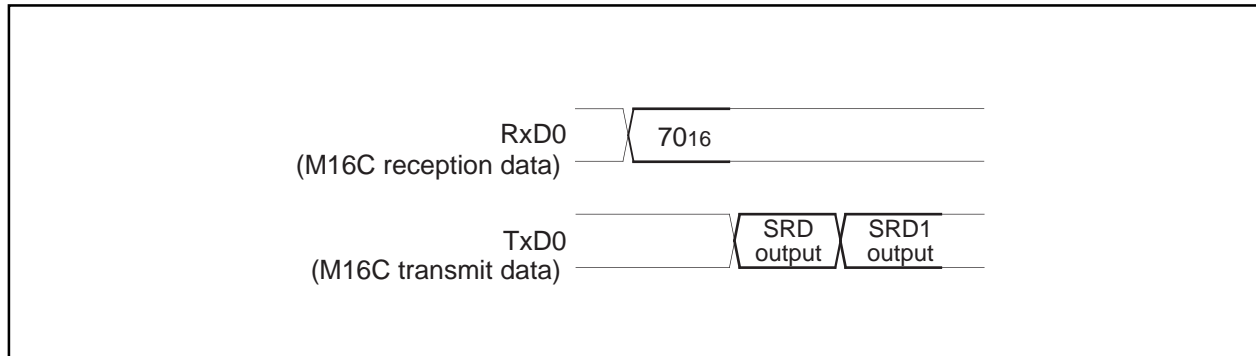 RxD0
(M16C reception data)
7016
TxD0
(M16C transmit data)
SRD
output
SRD1
output